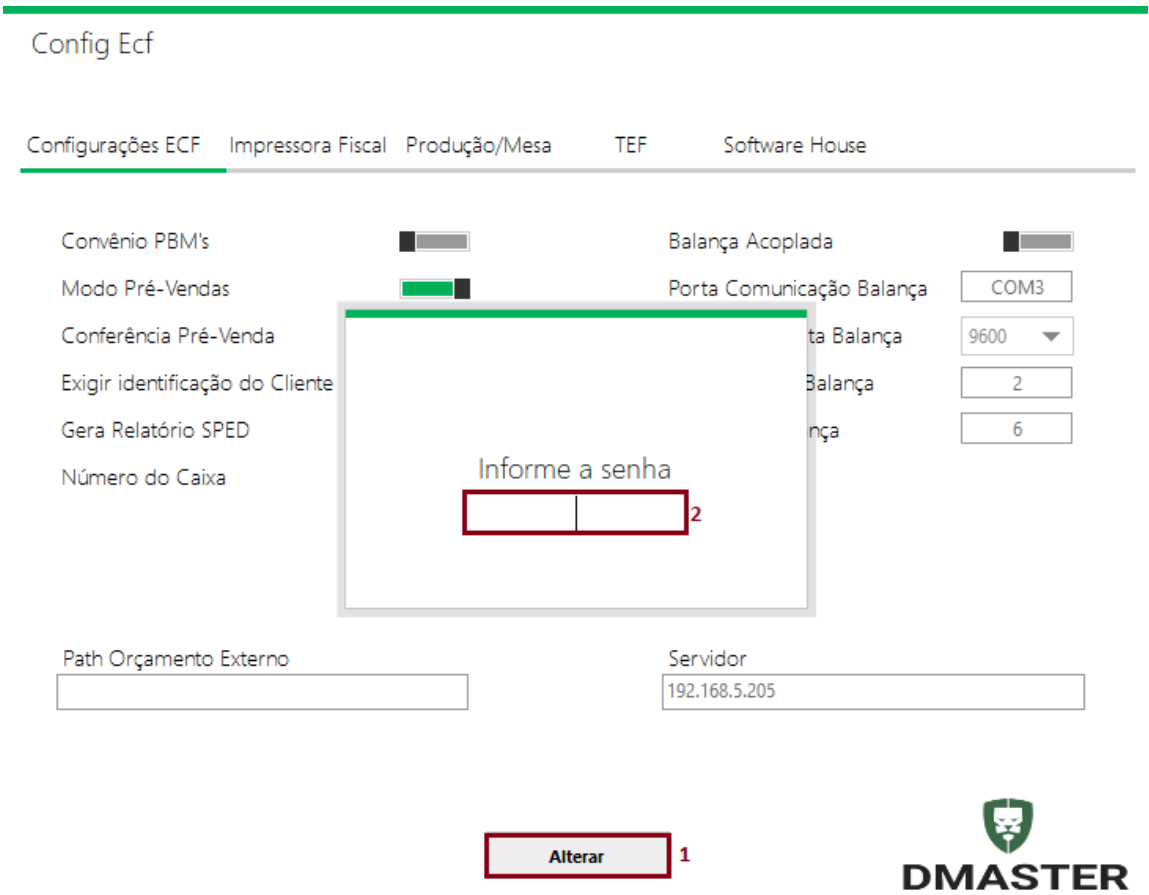 Config Ecf
Configurações ECF Impressora Fiscal Produção/Mesa TEF Software House
Convênio PBM's
Balança Acoplada
Modo Pré-Vendas
Porta Comunicação Balança COM3
Conferência Pré-Venda
Balança 9600
Exigir identificação do Cliente
Balança 2
Gera Relatório SPED
6
Número do Caixa
Informe a senha
2
Path Orçamento Externo
Servidor
192.168.5.205
Alterar 1
DMASTER